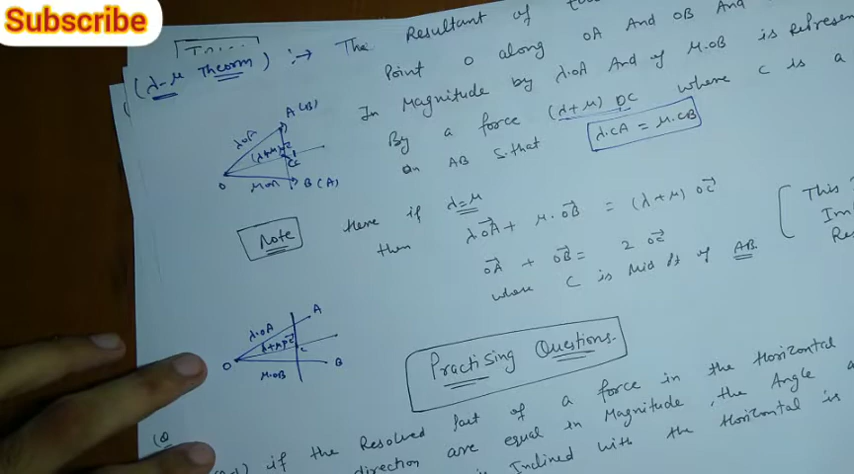 Subscribe
(λ-μ Theorm) :→ The Resultant of
Point O along OA And OB And
In Magnitude by λ.OA And of μ.OB is Represen
By a force (λ+μ) OC where C is a
on AB S.that λ.CA = μ.CB
A (B)
λOA
(λ+μ)
O
B (A)
Note
Here if λ=μ
then λOA + μ.OB = (λ+μ) OC
OA + OB = 2 OC
where C is Mid Pt of AB.
This
Im
Re
λ.OA
A
λ+μ OC
C
O
μ.OB
B
Practising Questions.
(Q
if the Resolved Part of a force in the Horizontal
direction are equal in Magnitude, the Angle
Inclined with the Horizontal is